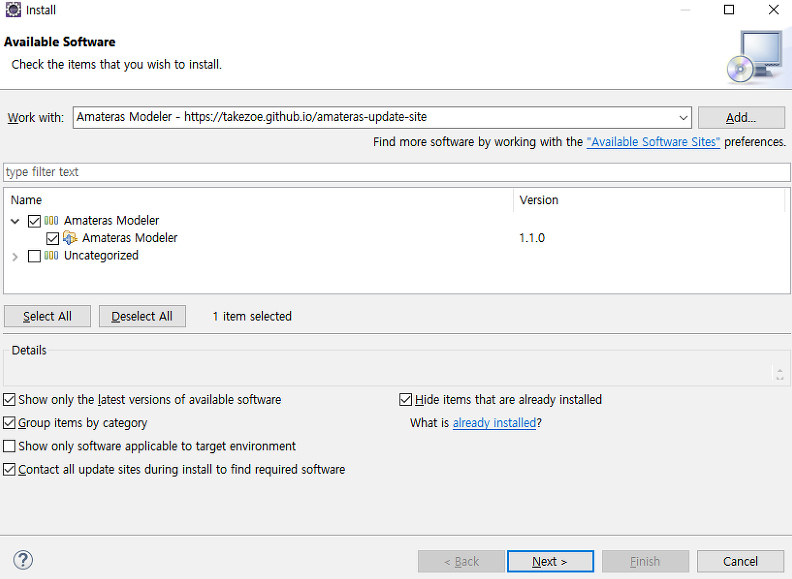 Install
Available Software
Check the items that you wish to install.
Work with: Amateras Modeler - https://takezoe.github.io/amateras-update-site Add...
Find more software by working with the "Available Software Sites" preferences.
type filter text
Name Version
Amateras Modeler
Amateras Modeler 1.1.0
Uncategorized
Select All Deselect All 1 item selected
Details
Show only the latest versions of available software Hide items that are already installed
Group items by category What is already installed?
Show only software applicable to target environment
Contact all update sites during install to find required software
? < Back Next > Finish Cancel